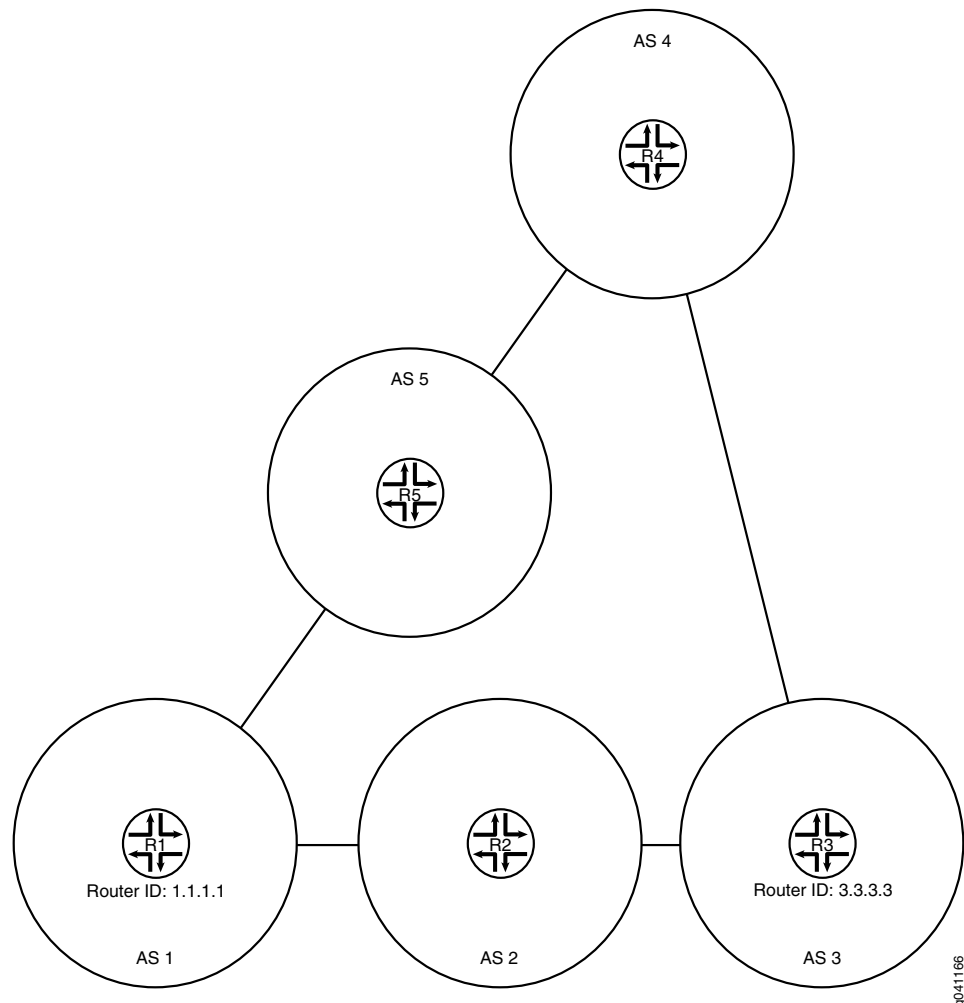 AS 4
R4
AS 5
R5
R1
Router ID: 1.1.1.1
AS 1
R2
AS 2
R3
Router ID: 3.3.3.3
AS 3
g041166